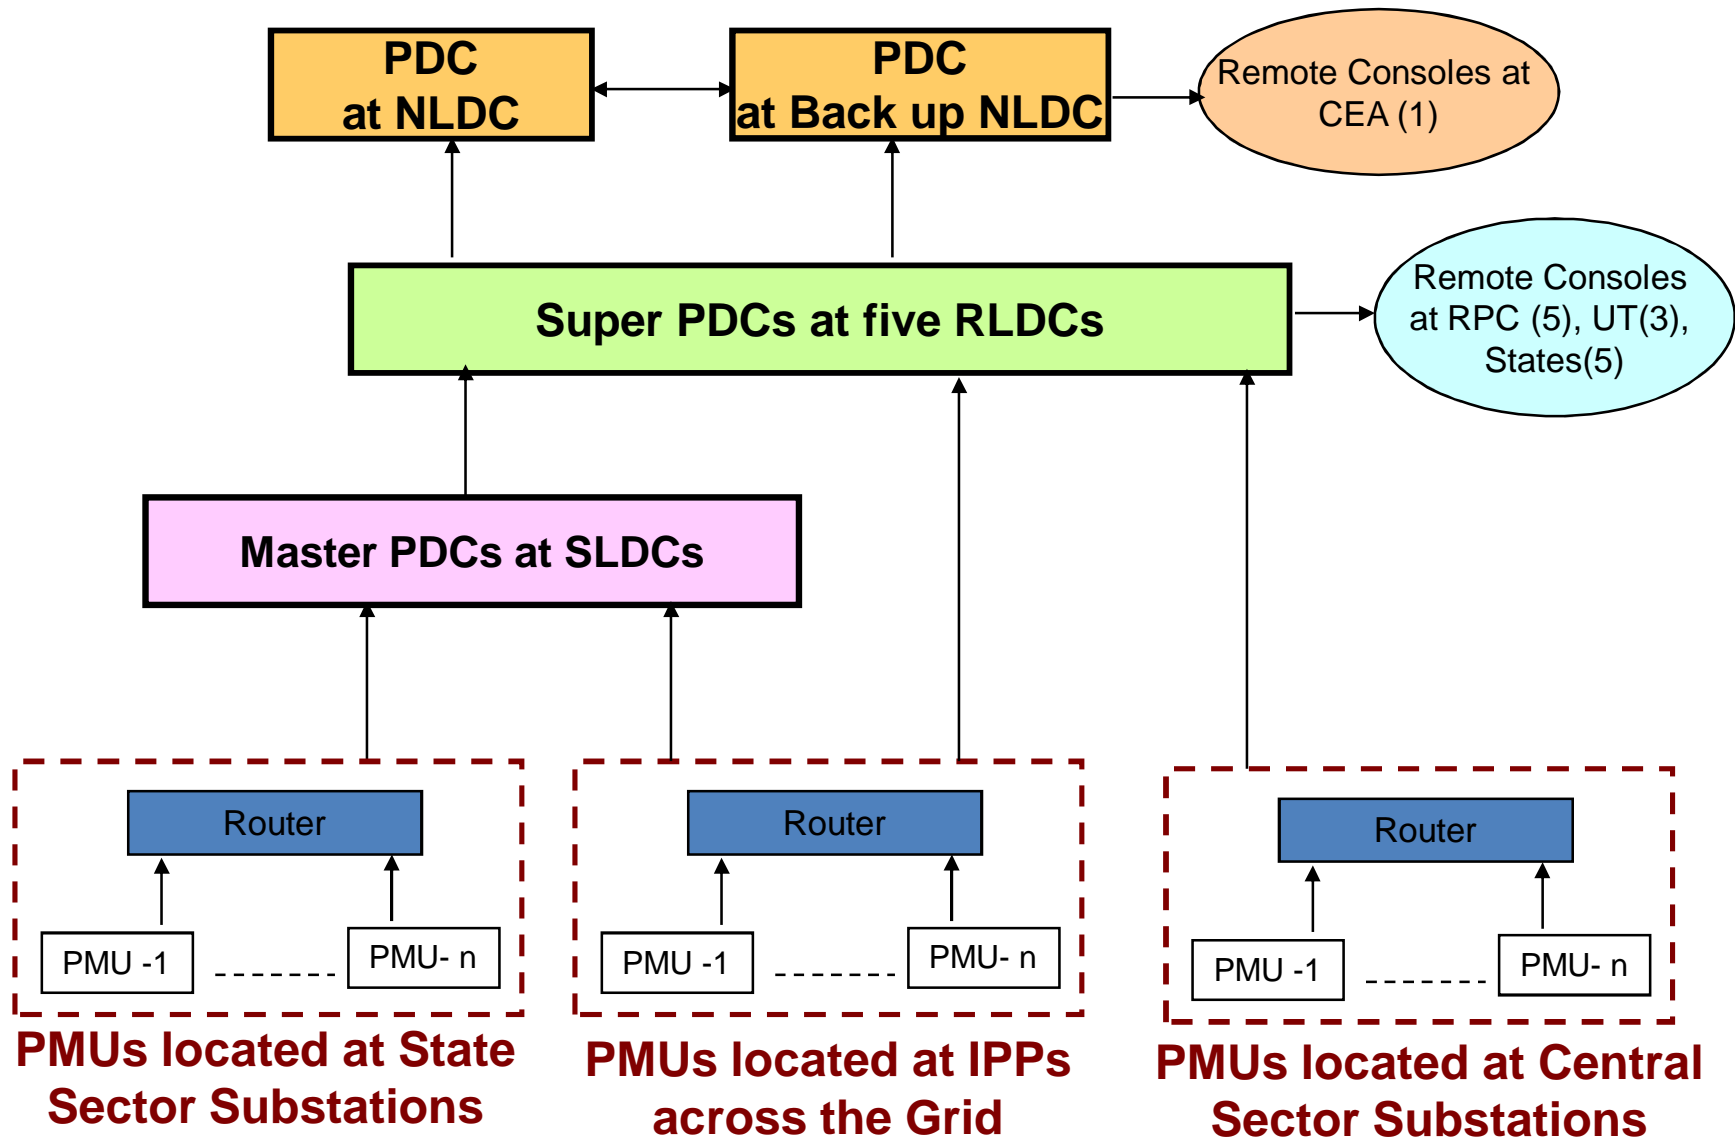 PDC
at NLDC
PDC
at Back up NLDC
Remote Consoles at
CEA (1)
Super PDCs at five RLDCs
Remote Consoles
at RPC (5), UT(3),
States(5)
Master PDCs at SLDCs
Router
PMU -1
PMU- n
PMUs located at State
Sector Substations
Router
PMU -1
PMU- n
PMUs located at IPPs
across the Grid
Router
PMU -1
PMU- n
PMUs located at Central
Sector Substations